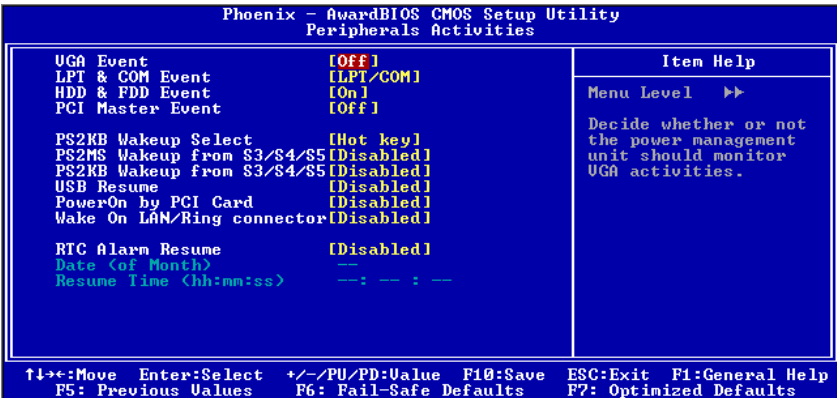 Phoenix - AwardBIOS CMOS Setup Utility
Peripherals Activities
VGA Event [Off]
LPT & COM Event [LPT/COM]
HDD & FDD Event [On]
PCI Master Event [Off]
PS2KB Wakeup Select [Hot key]
PS2MS Wakeup from S3/S4/S5[Disabled]
PS2KB Wakeup from S3/S4/S5[Disabled]
USB Resume [Disabled]
PowerOn by PCI Card [Disabled]
Wake On LAN/Ring connector[Disabled]
RTC Alarm Resume [Disabled]
Date (of Month) --
Resume Time (hh:mm:ss) --: -- : --
Item Help
Menu Level ▶▶
Decide whether or not
the power management
unit should monitor
VGA activities.
↑↓→←:Move Enter:Select +/-/PU/PD:Value F10:Save ESC:Exit F1:General Help
F5: Previous Values F6: Fail-Safe Defaults F7: Optimized Defaults